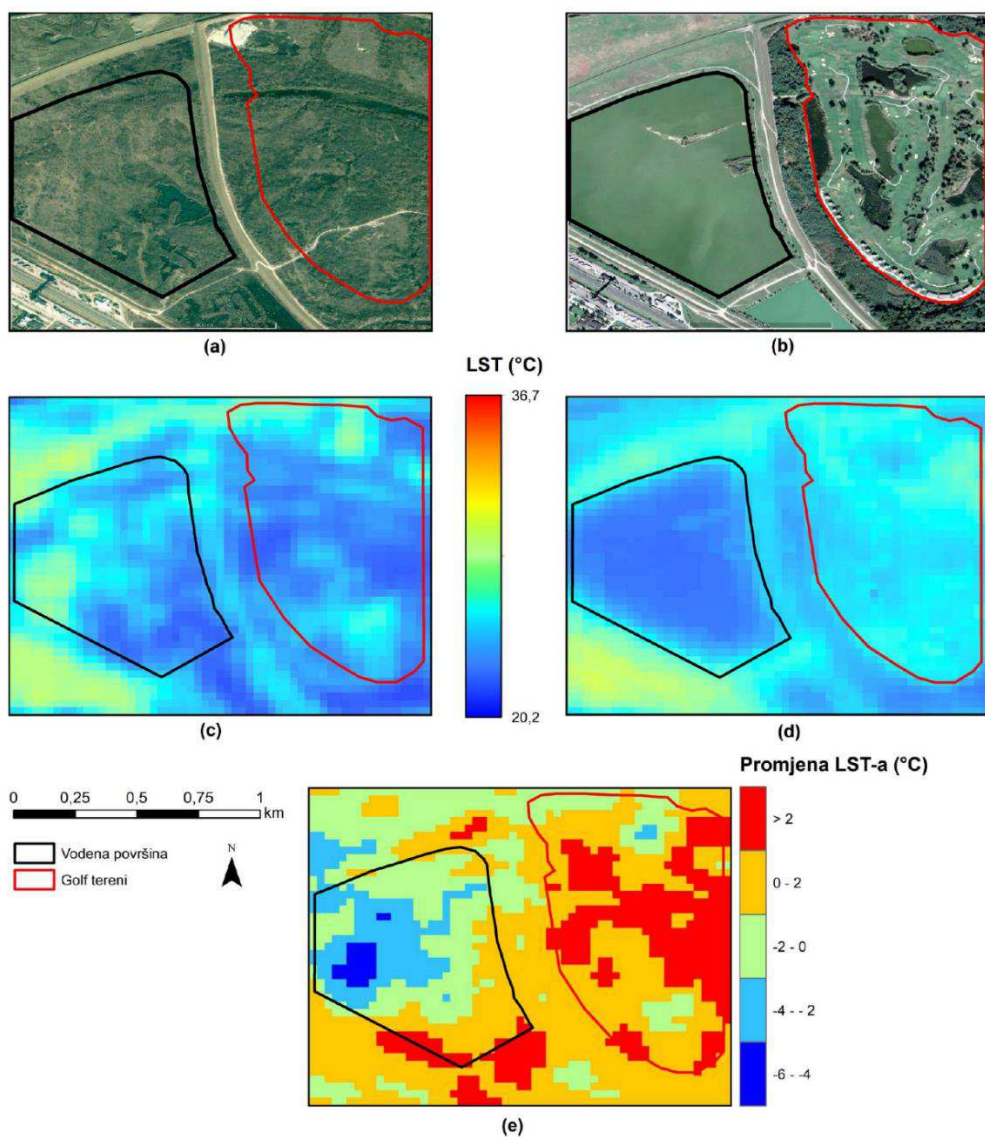 (a)
(b)
LST (°C)
36,7
20,2
(c)
(d)
Promjena LST-a (°C)
0 0,25 0,5 0,75 1
km
Vodena površina
Golf tereni
N
> 2
0 - 2
-2 - 0
-4 - -2
-6 - -4
(e)